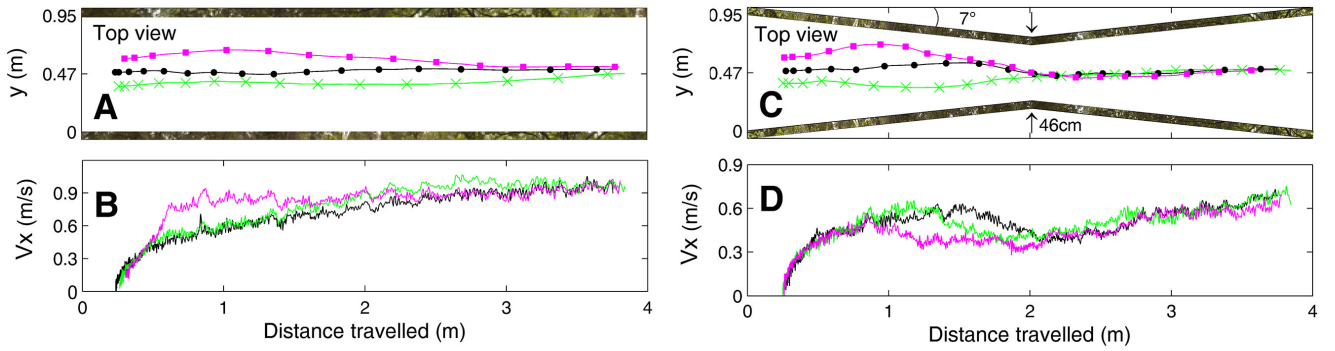 0.95
Top view
y (m)
0.47
A
0
0.95
7°
Top view
y (m)
0.47
C
46cm
0
0.9
B
Vx (m/s)
0.6
0.3
0
0 1 2 3 4
Distance travelled (m)
0.9
D
Vx (m/s)
0.6
0.3
0
0 1 2 3 4
Distance travelled (m)